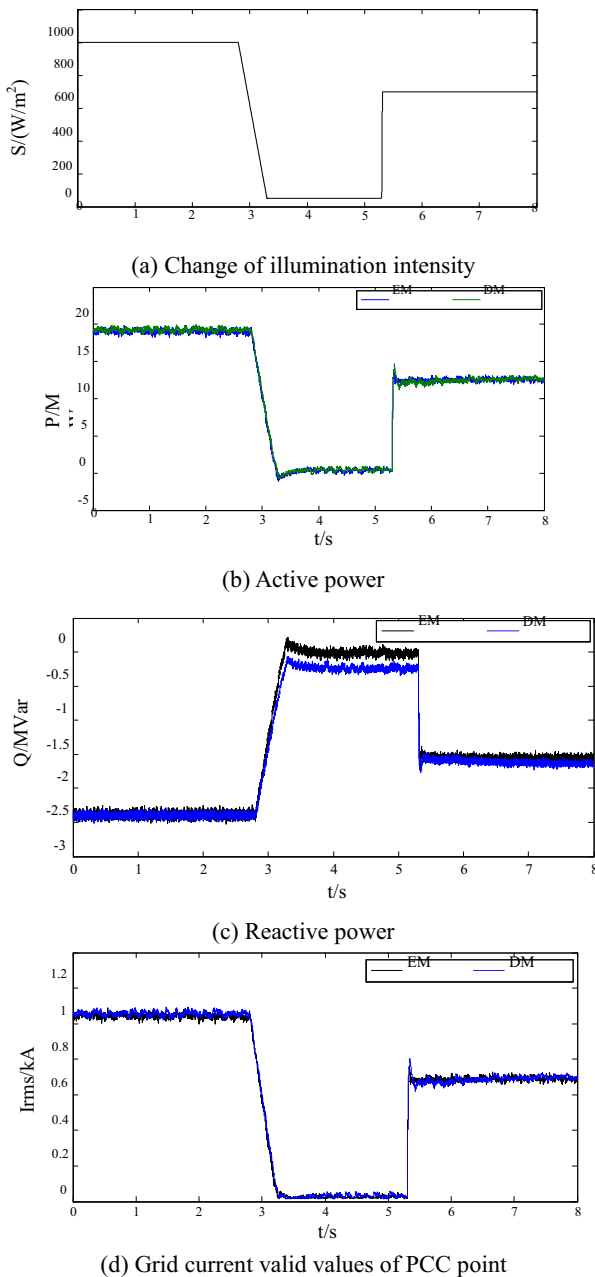 1000
800
S/(W/m²)
600
400
200
0
0 1 2 3 4 5 6 7 8
(a) Change of illumination intensity
EM DM
20
15
10
P/M
5
0
-5
0 1 2 3 4 5 6 7 8
t/s
(b) Active power
EM DM
0
-0.5
-1
Q/MVar
-1.5
-2
-2.5
-3
0 1 2 3 4 5 6 7 8
t/s
(c) Reactive power
EM DM
1.2
1
0.8
Irms/kA
0.6
0.4
0.2
0
0 1 2 3 4 5 6 7 8
t/s
(d) Grid current valid values of PCC point